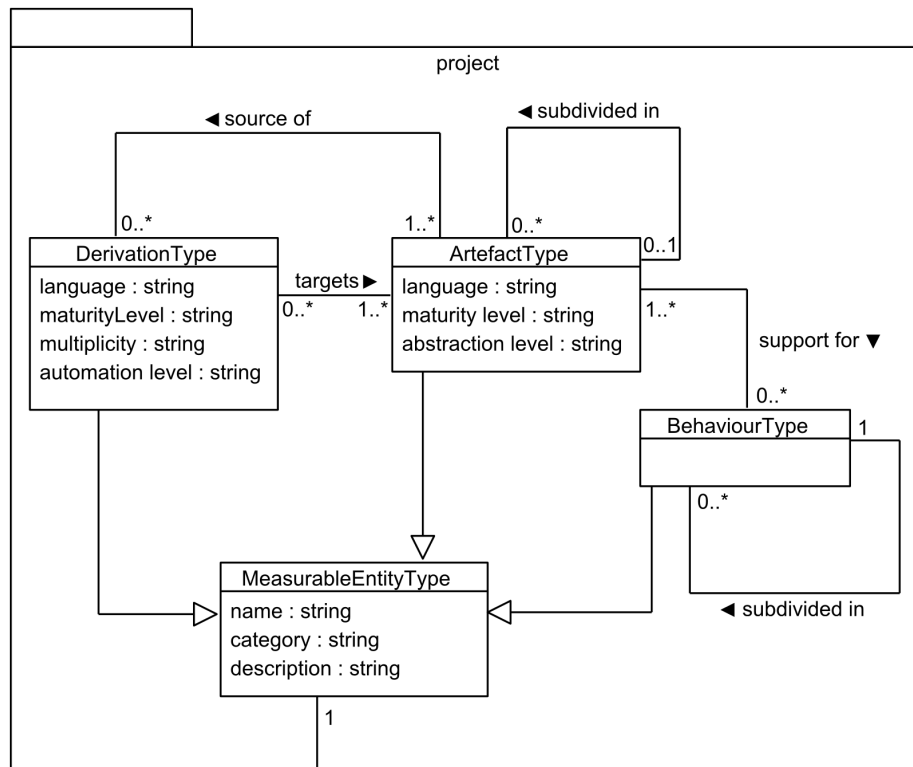 project
◄ source of
◄ subdivided in
0..*
1..*
0..*
0..1
DerivationType
language : string
maturityLevel : string
multiplicity : string
automation level : string
targets►
0..*
1..*
ArtefactType
language : string
maturity level : string
abstraction level : string
1..*
support for ▼
0..*
BehaviourType
1
0..*
◄ subdivided in
MeasurableEntityType
name : string
category : string
description : string
1